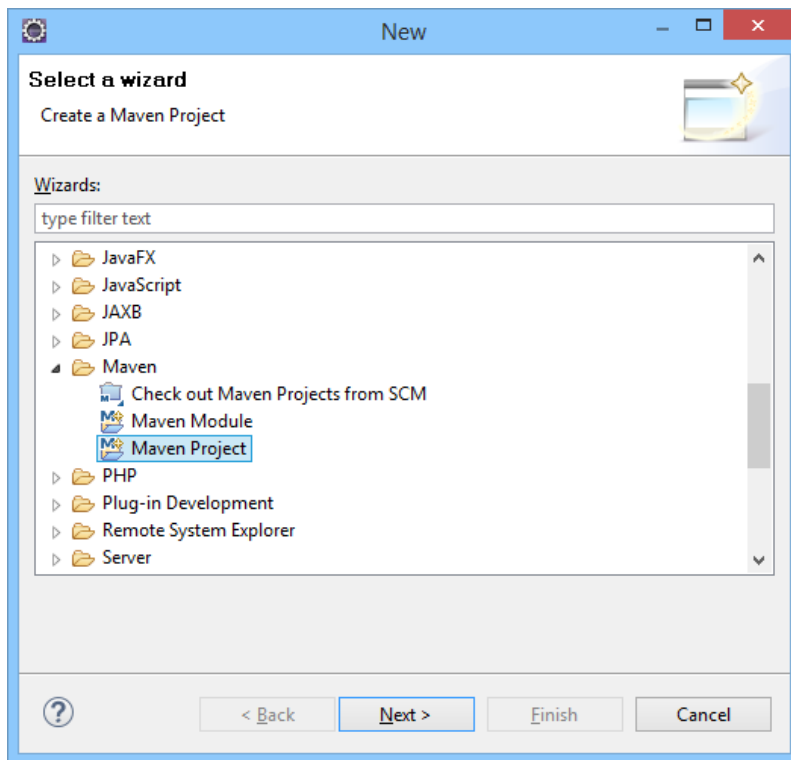 New
Select a wizard
Create a Maven Project
Wizards:
type filter text
JavaFX
JavaScript
JAXB
JPA
Maven
Check out Maven Projects from SCM
Maven Module
Maven Project
PHP
Plug-in Development
Remote System Explorer
Server
? < Back Next > Finish Cancel